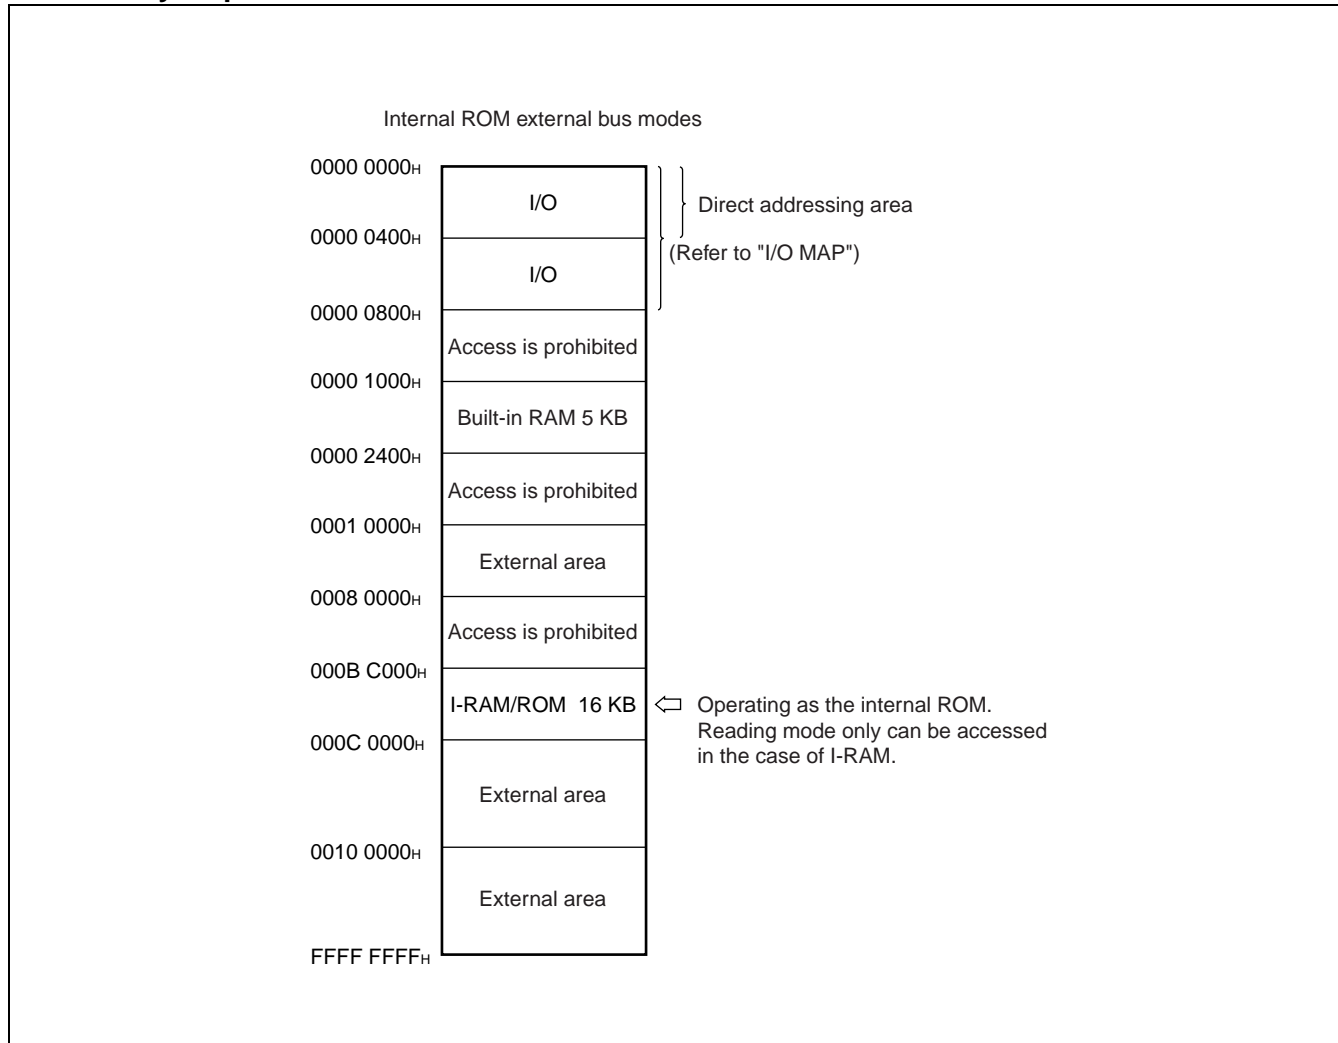 Internal ROM external bus modes
0000 0000H
I/O
Direct addressing area
0000 0400H
(Refer to "I/O MAP")
I/O
0000 0800H
Access is prohibited
0000 1000H
Built-in RAM 5 KB
0000 2400H
Access is prohibited
0001 0000H
External area
0008 0000H
Access is prohibited
000B C000H
I-RAM/ROM 16 KB
Operating as the internal ROM.
Reading mode only can be accessed
in the case of I-RAM.
000C 0000H
External area
0010 0000H
External area
FFFF FFFFH